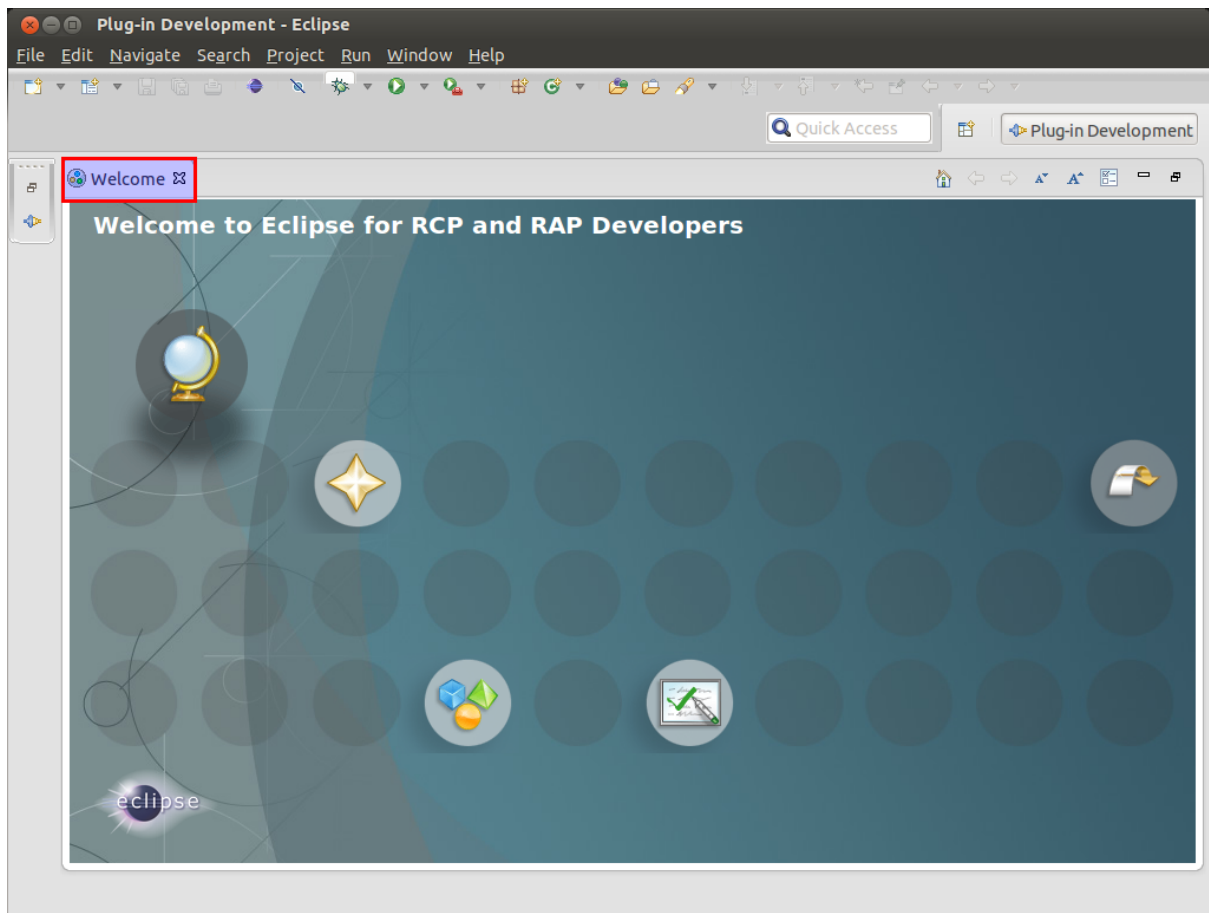 Plug-in Development - Eclipse
File Edit Navigate Search Project Run Window Help
Quick Access
Plug-in Development
Welcome
Welcome to Eclipse for RCP and RAP Developers
eclipse